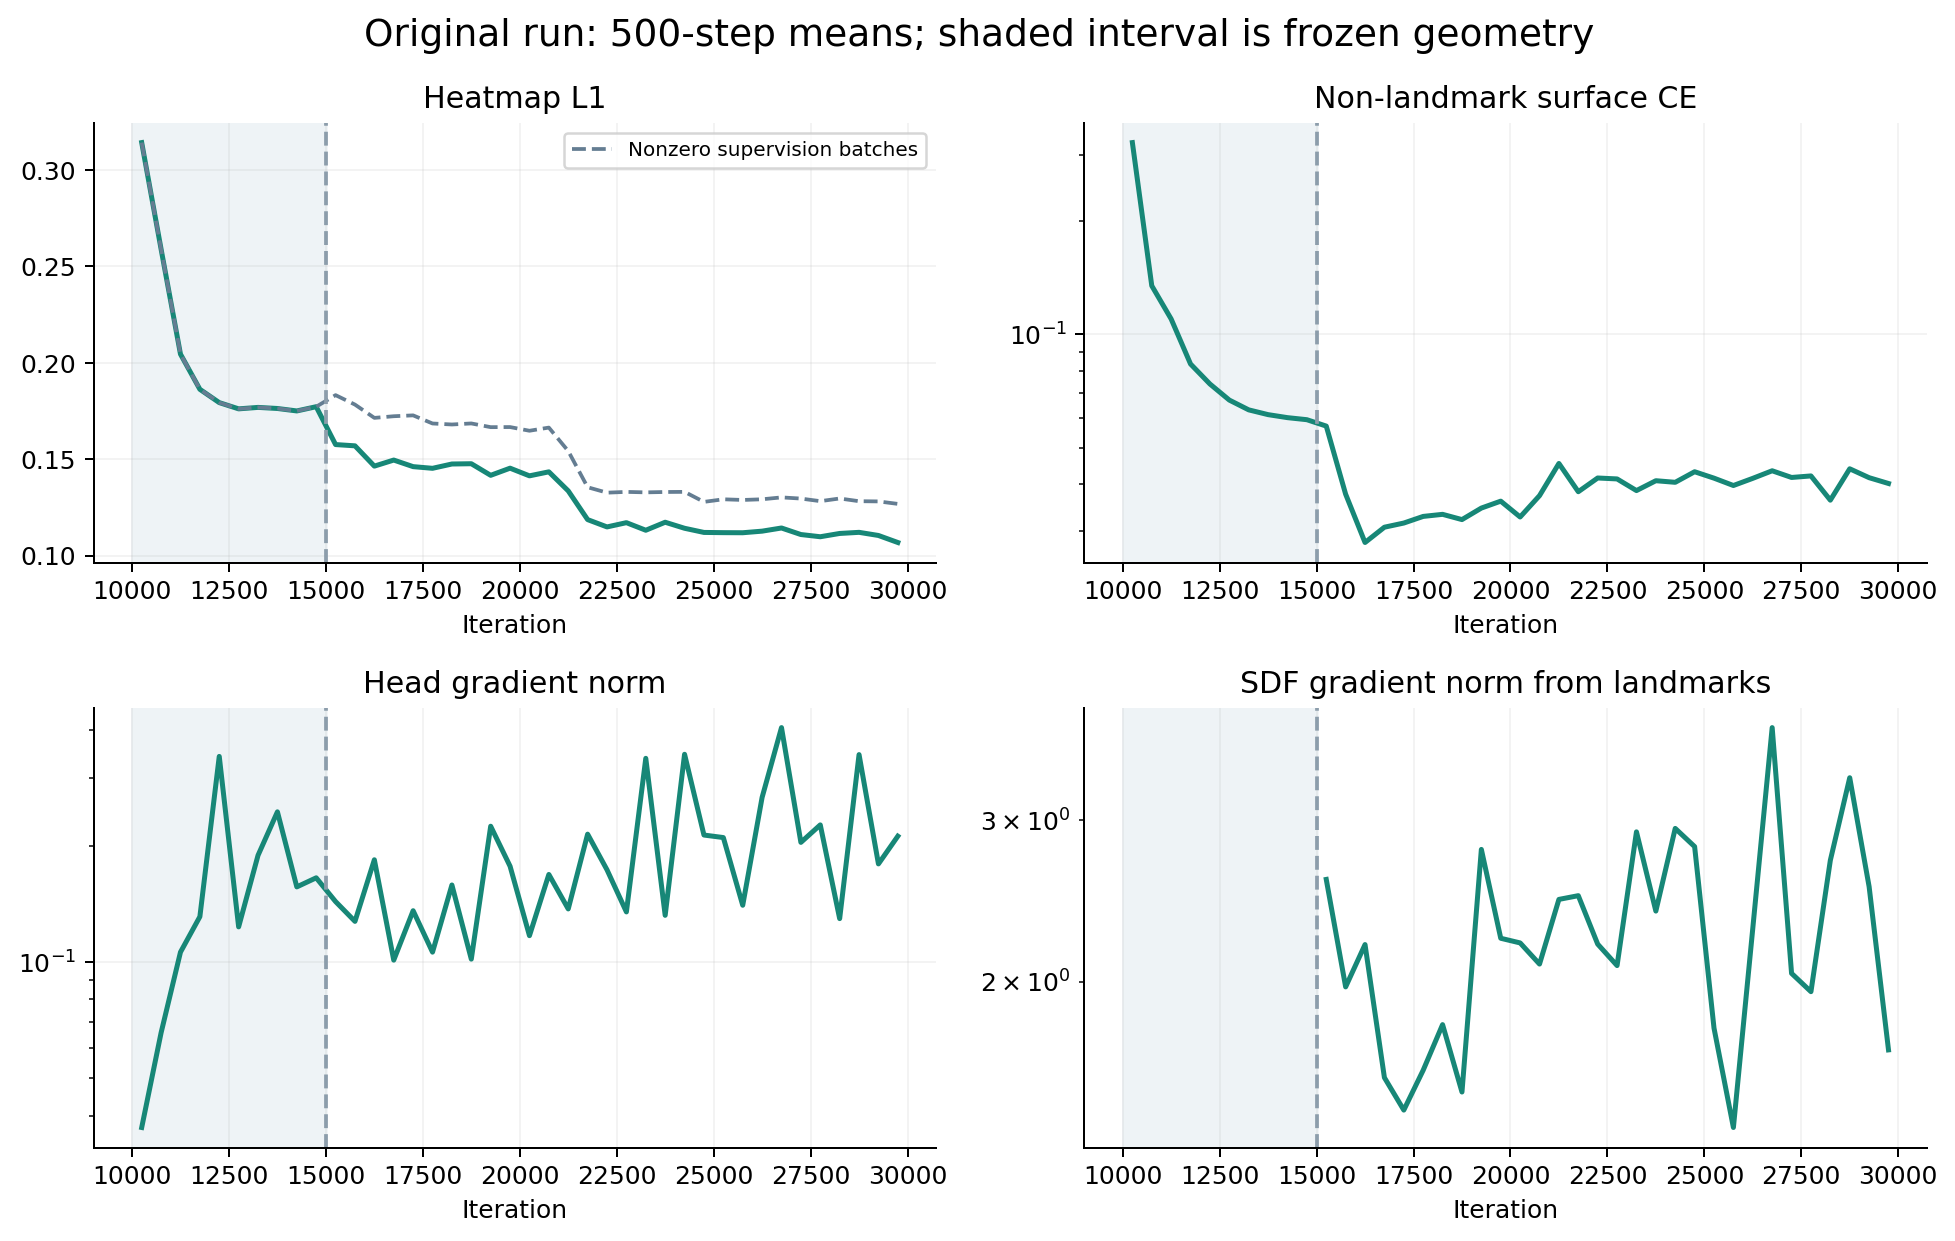 Original run: 500-step means; shaded interval is frozen geometry
Heatmap L1
Nonzero supervision batches
0.30
0.25
0.20
0.15
0.10
10000 12500 15000 17500 20000 22500 25000 27500 30000
Iteration
Non-landmark surface CE
10⁻¹
10000 12500 15000 17500 20000 22500 25000 27500 30000
Iteration
Head gradient norm
10⁻¹
10000 12500 15000 17500 20000 22500 25000 27500 30000
Iteration
SDF gradient norm from landmarks
3 × 10⁰
2 × 10⁰
10000 12500 15000 17500 20000 22500 25000 27500 30000
Iteration